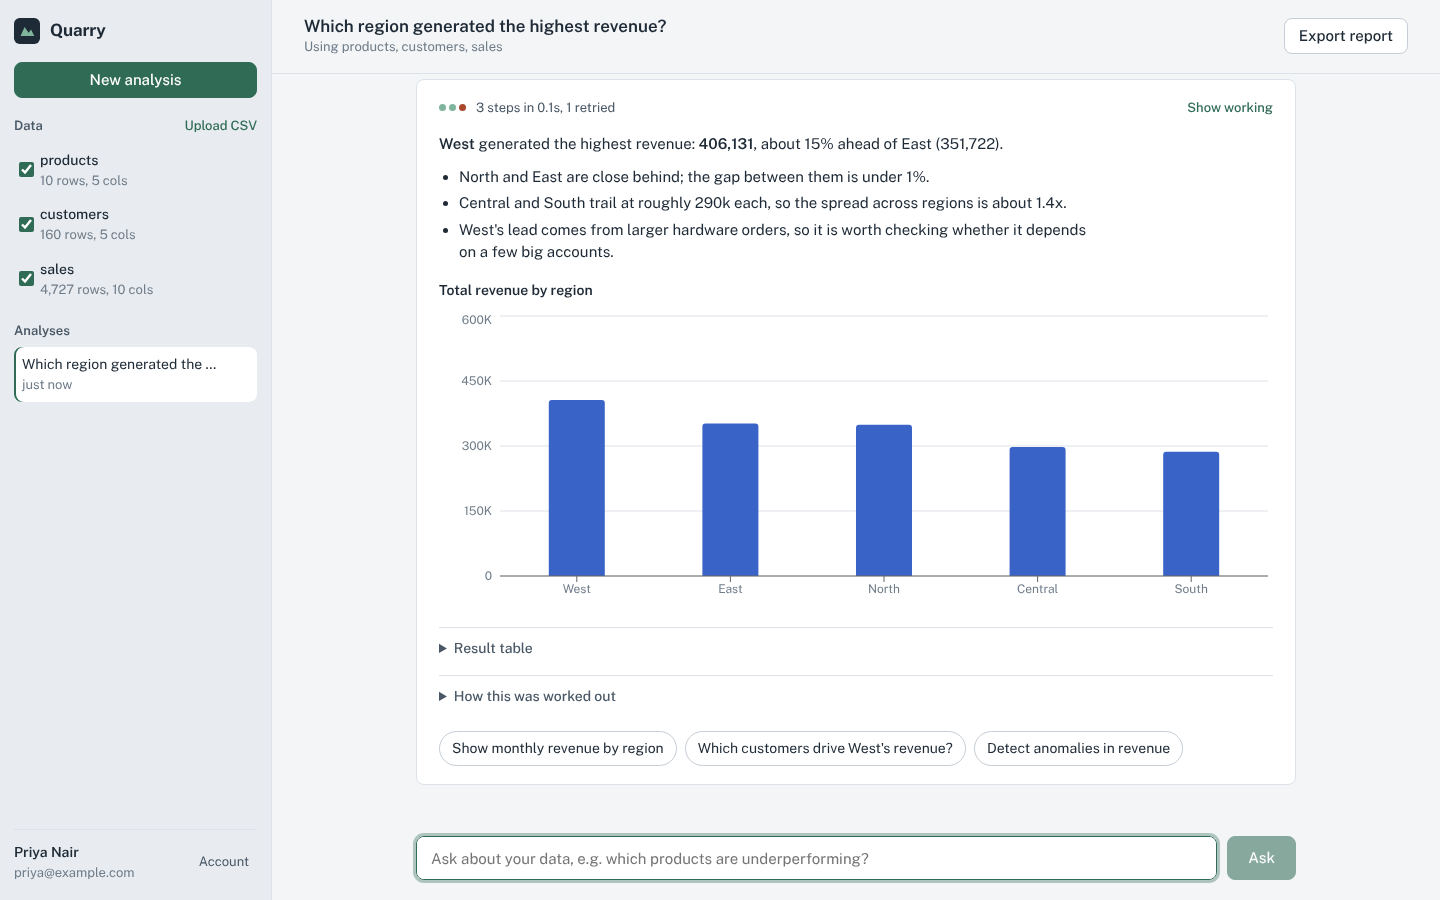 Quarry
New analysis
Data
Upload CSV
products
10 rows, 5 cols
customers
160 rows, 5 cols
sales
4,727 rows, 10 cols
Analyses
Which region generated the ...
just now
Priya Nair
priya@example.com
Account
Which region generated the highest revenue?
Using products, customers, sales
Export report
3 steps in 0.1s, 1 retried
Show working
West generated the highest revenue: 406,131, about 15% ahead of East (351,722).
North and East are close behind; the gap between them is under 1%.
Central and South trail at roughly 290k each, so the spread across regions is about 1.4x.
West's lead comes from larger hardware orders, so it is worth checking whether it depends
on a few big accounts.
Total revenue by region
600K
450K
300K
150K
0
West
East
North
Central
South
Result table
How this was worked out
Show monthly revenue by region
Which customers drive West's revenue?
Detect anomalies in revenue
Ask about your data, e.g. which products are underperforming?
Ask